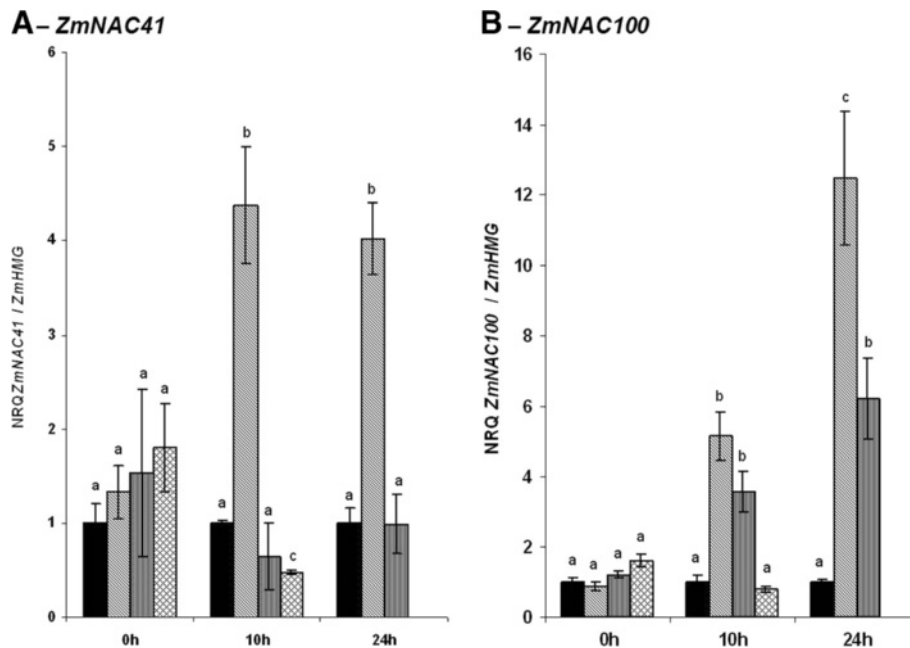 A – ZmNAC41
6
5
4
3
2
1
0
NRQ ZmNAC41 / ZmHMG
a
a
a
a
a
b
a
c
a
b
a
0h
10h
24h
B – ZmNAC100
16
14
12
10
8
6
4
2
0
NRQ ZmNAC100 / ZmHMG
a
a
a
a
a
b
b
a
a
c
b
0h
10h
24h